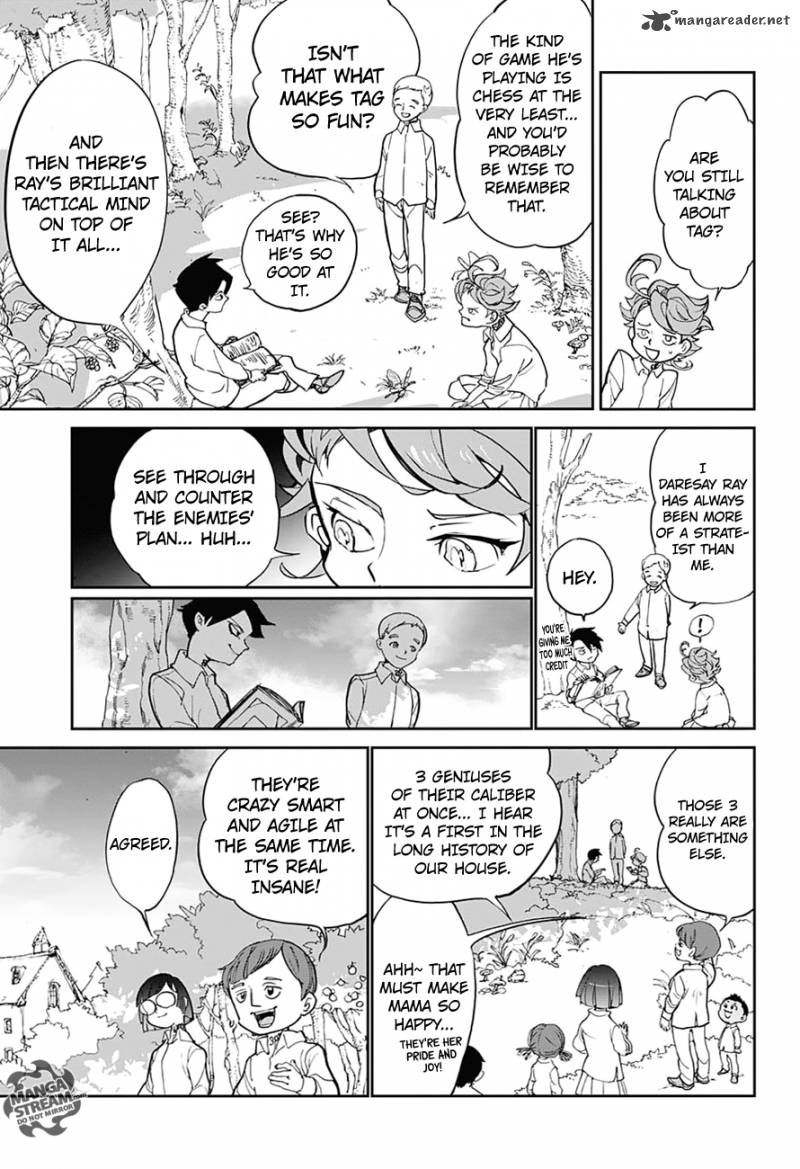 mangareader.net
ARE
YOU STILL
TALKING
ABOUT
TAG?
THE KIND
OF GAME HE'S
PLAYING IS
CHESS AT THE
VERY LEAST...
AND YOU'D
PROBABLY
BE WISE TO
REMEMBER
THAT.
ISN'T
THAT WHAT
MAKES TAG
SO FUN?
SEE?
THAT'S WHY
HE'S SO
GOOD AT
IT.
AND
THEN THERE'S
RAY'S BRILLIANT
TACTICAL MIND
ON TOP OF
IT ALL...
I
DARESAY RAY
HAS ALWAYS
BEEN MORE
OF A STRATE-
IST THAN
ME.
!
HEY.
YOU'RE
GIVING ME
TOO MUCH
CREDIT
SEE THROUGH
AND COUNTER
THE ENEMIES'
PLAN... HUH...
THOSE 3
REALLY ARE
SOMETHING
ELSE.
3 GENIUSES
OF THEIR CALIBER
AT ONCE... I HEAR
IT'S A FIRST IN THE
LONG HISTORY OF
OUR HOUSE.
AHH~ THAT
MUST MAKE
MAMA SO
HAPPY...
THEY'RE HER
PRIDE AND
JOY!
THEY'RE
CRAZY SMART
AND AGILE AT
THE SAME TIME.
IT'S REAL
INSANE!
AGREED.
MANGA
STREAM.com
DO NOT MIRROR